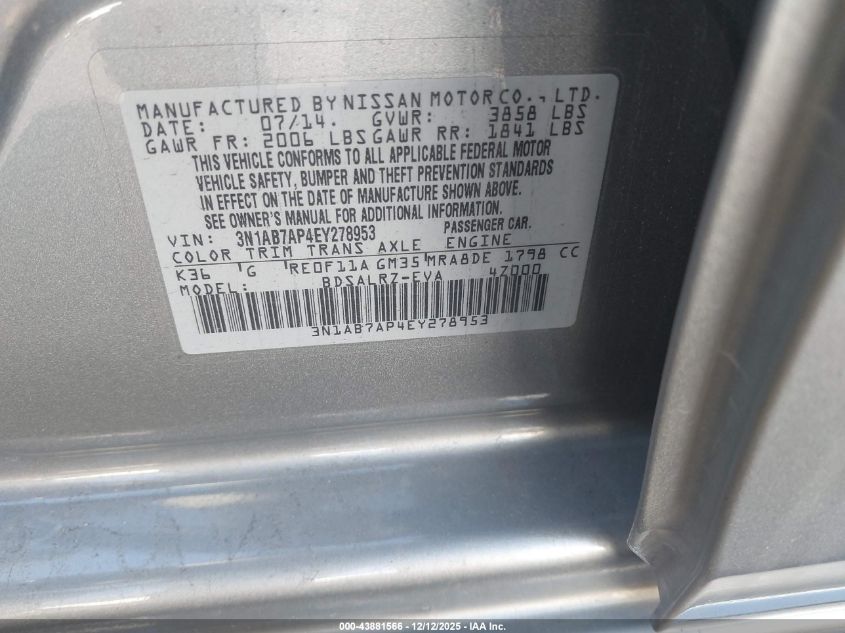 MANUFACTURED BY NISSAN MOTOR CO., LTD.
DATE: 07/14. GVWR: 3858 LBS
GAWR FR: 2006 LBS GAWR RR: 1841 LBS
THIS VEHICLE CONFORMS TO ALL APPLICABLE FEDERAL MOTOR
VEHICLE SAFETY, BUMPER AND THEFT PREVENTION STANDARDS
IN EFFECT ON THE DATE OF MANUFACTURE SHOWN ABOVE.
SEE OWNER'S MANUAL FOR ADDITIONAL INFORMATION.
VIN: 3N1AB7AP4EY278953 PASSENGER CAR.
COLOR TRIM TRANS AXLE ENGINE
K36 G RE0F11A GM35 MRA8DE 1798 CC
MODEL: BDSALRZ-EVA 47000
3N1AB7AP4EY278953
000-43881566 - 12/12/2025 - IAA Inc.